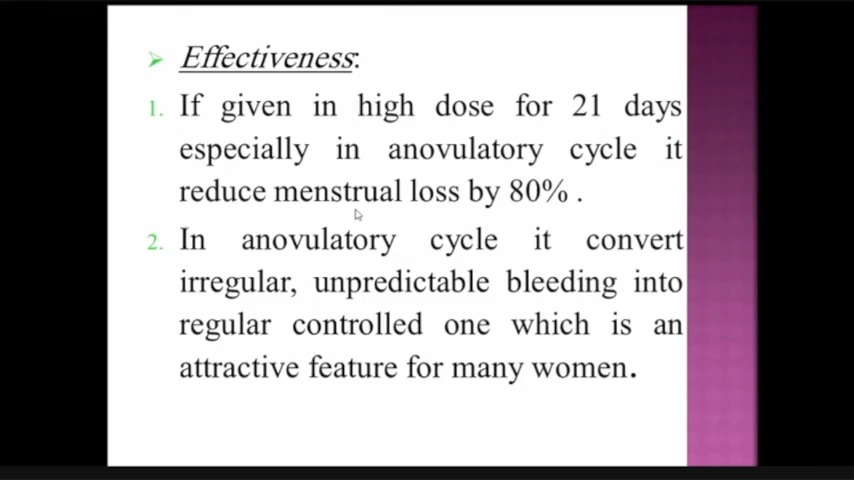 Effectiveness:
1. If given in high dose for 21 days
especially in anovulatory cycle it
reduce menstrual loss by 80% .
2. In anovulatory cycle it convert
irregular, unpredictable bleeding into
regular controlled one which is an
attractive feature for many women.